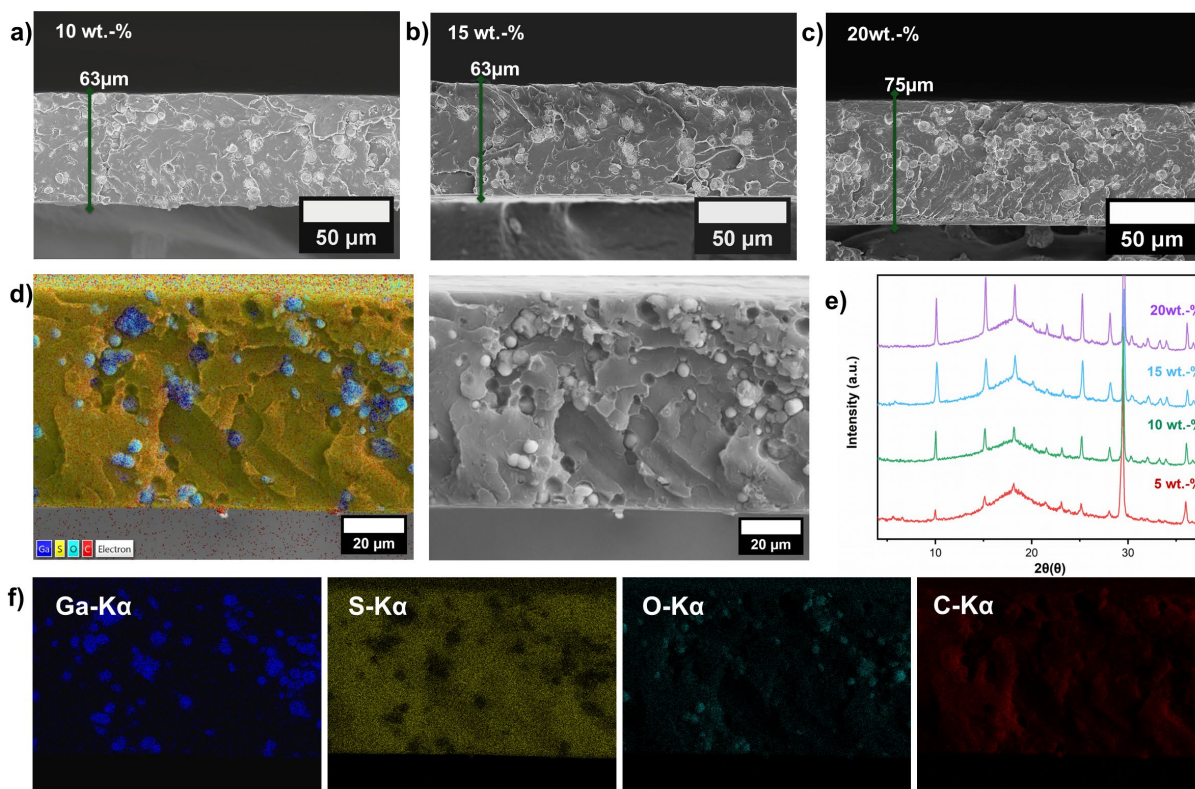 a)
10 wt.-%
63μm
50 μm
b)
15 wt.-%
63μm
50 μm
c)
20wt.-%
75μm
50 μm
d)
Ga S O C Electron
20 μm
20 μm
e)
Intensity (a.u.)
20wt.-%
15 wt.-%
10 wt.-%
5 wt.-%
10 20 30
2θ(θ)
f)
Ga-Kα
S-Kα
O-Kα
C-Kα